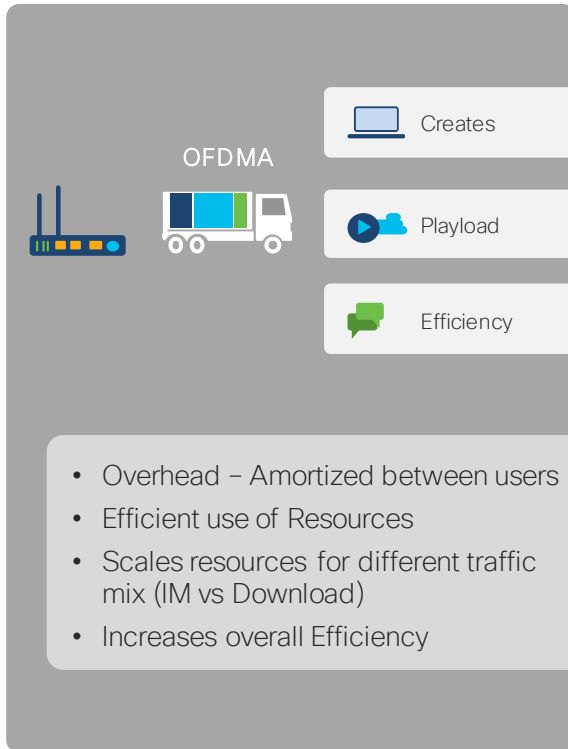 OFDMA
Creates
Playload
Efficiency
• Overhead – Amortized between users
• Efficient use of Resources
• Scales resources for different traffic
mix (IM vs Download)
• Increases overall Efficiency